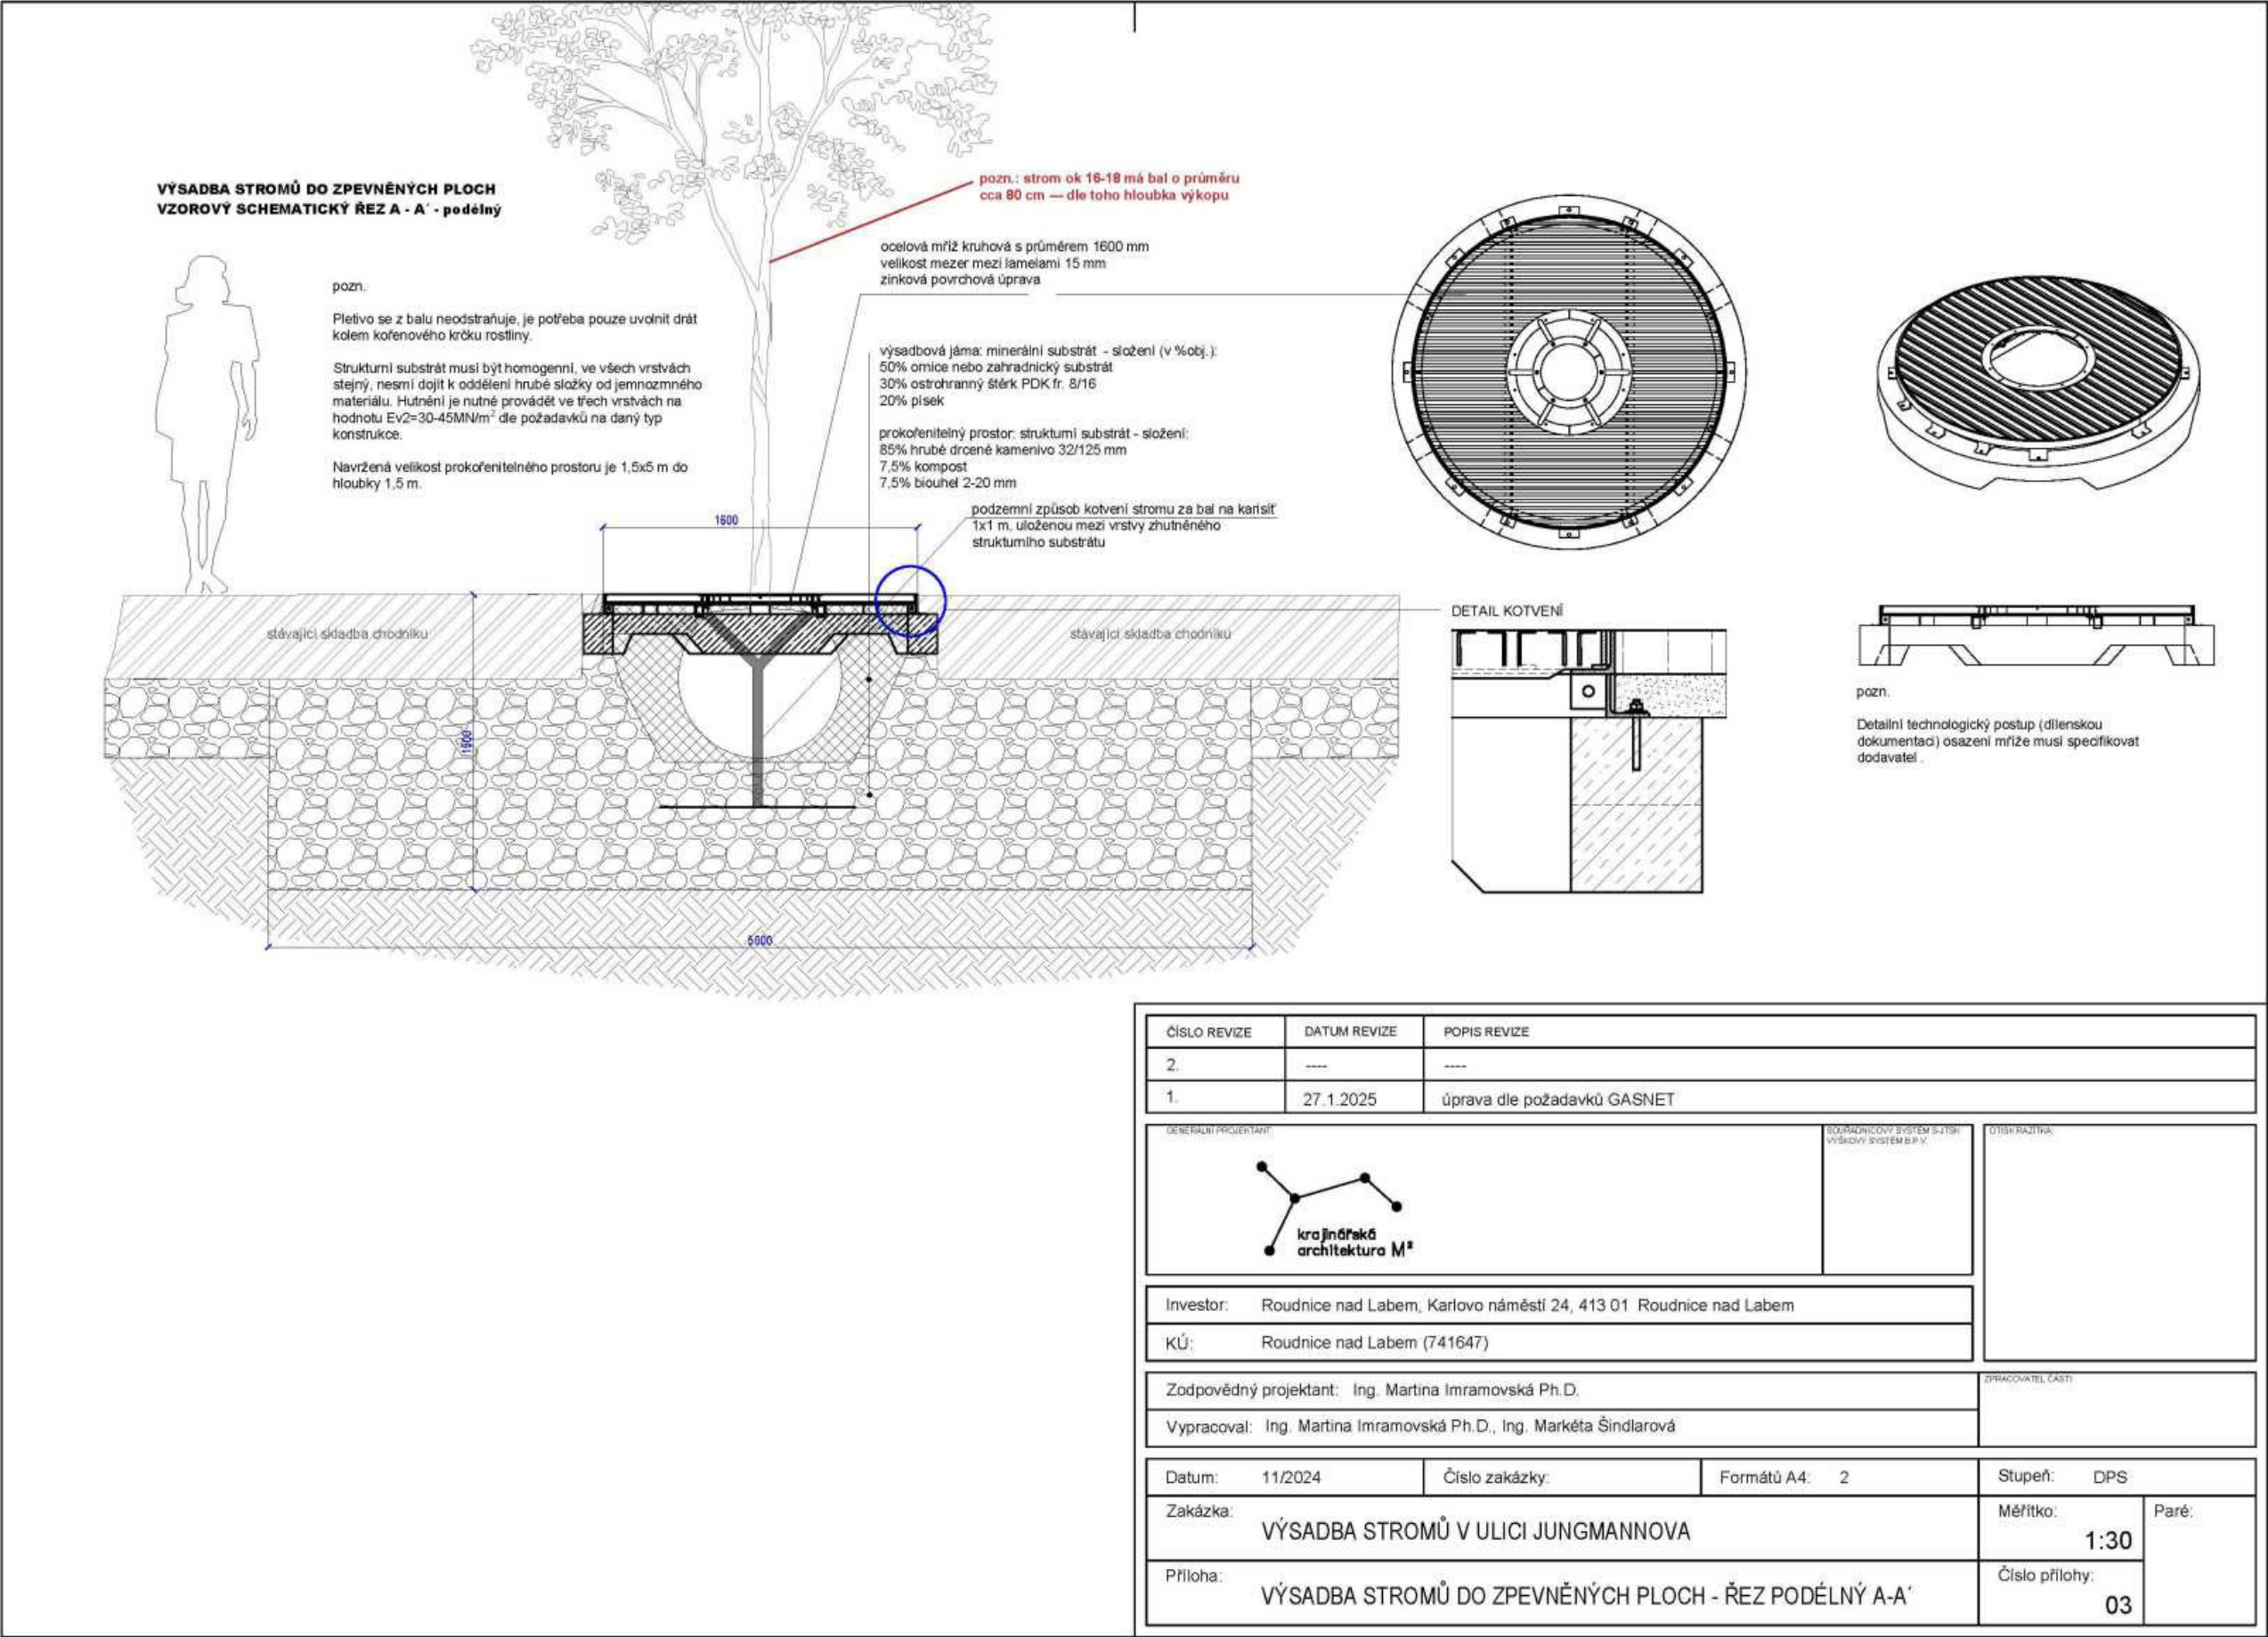 VÝSADBA STROMŮ DO ZPEVNĚNÝCH PLOCH
VZOROVÝ SCHEMATICKÝ ŘEZ A - A´ - podélný
pozn.
Pletivo se z balu neodstraňuje, je potřeba pouze uvolnit drát
kolem kořenového krčku rostliny.
Strukturní substrát musí být homogenní, ve všech vrstvách
stejný, nesmí dojít k oddělení hrubé složky od jemnozrnného
materiálu. Hutnění je nutné provádět ve třech vrstvách na
hodnotu Ev2=30-45MN/m² dle požadavků na daný typ
konstrukce.
Navržená velikost prokořenitelného prostoru je 1,5x5 m do
hloubky 1,5 m.
pozn.: strom ok 16-18 má bal o průměru
cca 80 cm — dle toho hloubka výkopu
ocelová mříž kruhová s průměrem 1600 mm
velikost mezer mezi lamelami 15 mm
zinková povrchová úprava
výsadbová jáma: minerální substrát - složení (v %obj.):
50% ornice nebo zahradnický substrát
30% ostrohranný štěrk PDK fr. 8/16
20% písek
prokořenitelný prostor: strukturní substrát - složení:
85% hrubé drcené kamenivo 32/125 mm
7,5% kompost
7,5% biouhel 2-20 mm
podzemní způsob kotvení stromu za bal na karisíť
1x1 m, uloženou mezi vrstvy zhutněného
strukturního substrátu
1600
stávající skladba chodníku
stávající skladba chodníku
1500
5000
DETAIL KOTVENÍ
pozn.
Detailní technologický postup (dílenskou
dokumentaci) osazení mříže musí specifikovat
dodavatel .
ČÍSLO REVIZE DATUM REVIZE POPIS REVIZE
2. ---- ----
1. 27.1.2025 úprava dle požadavků GASNET
GENERÁLNÍ PROJEKTANT:
SOUŘADNICOVÝ SYSTÉM S-JTSK
VÝŠKOVÝ SYSTÉM B.P.V.
OTISK RAZÍTKA:
krajinářská
architektura M²
Investor: Roudnice nad Labem, Karlovo náměstí 24, 413 01 Roudnice nad Labem
KÚ: Roudnice nad Labem (741647)
Zodpovědný projektant: Ing. Martina Imramovská Ph.D.
ZPRACOVATEL ČÁSTI:
Vypracoval: Ing. Martina Imramovská Ph.D., Ing. Markéta Šindlarová
Datum: 11/2024 Číslo zakázky: Formátů A4: 2 Stupeň: DPS
Zakázka: VÝSADBA STROMŮ V ULICI JUNGMANNOVA
Měřítko: 1:30
Paré:
Příloha: VÝSADBA STROMŮ DO ZPEVNĚNÝCH PLOCH - ŘEZ PODÉLNÝ A-A´
Číslo přílohy: 03